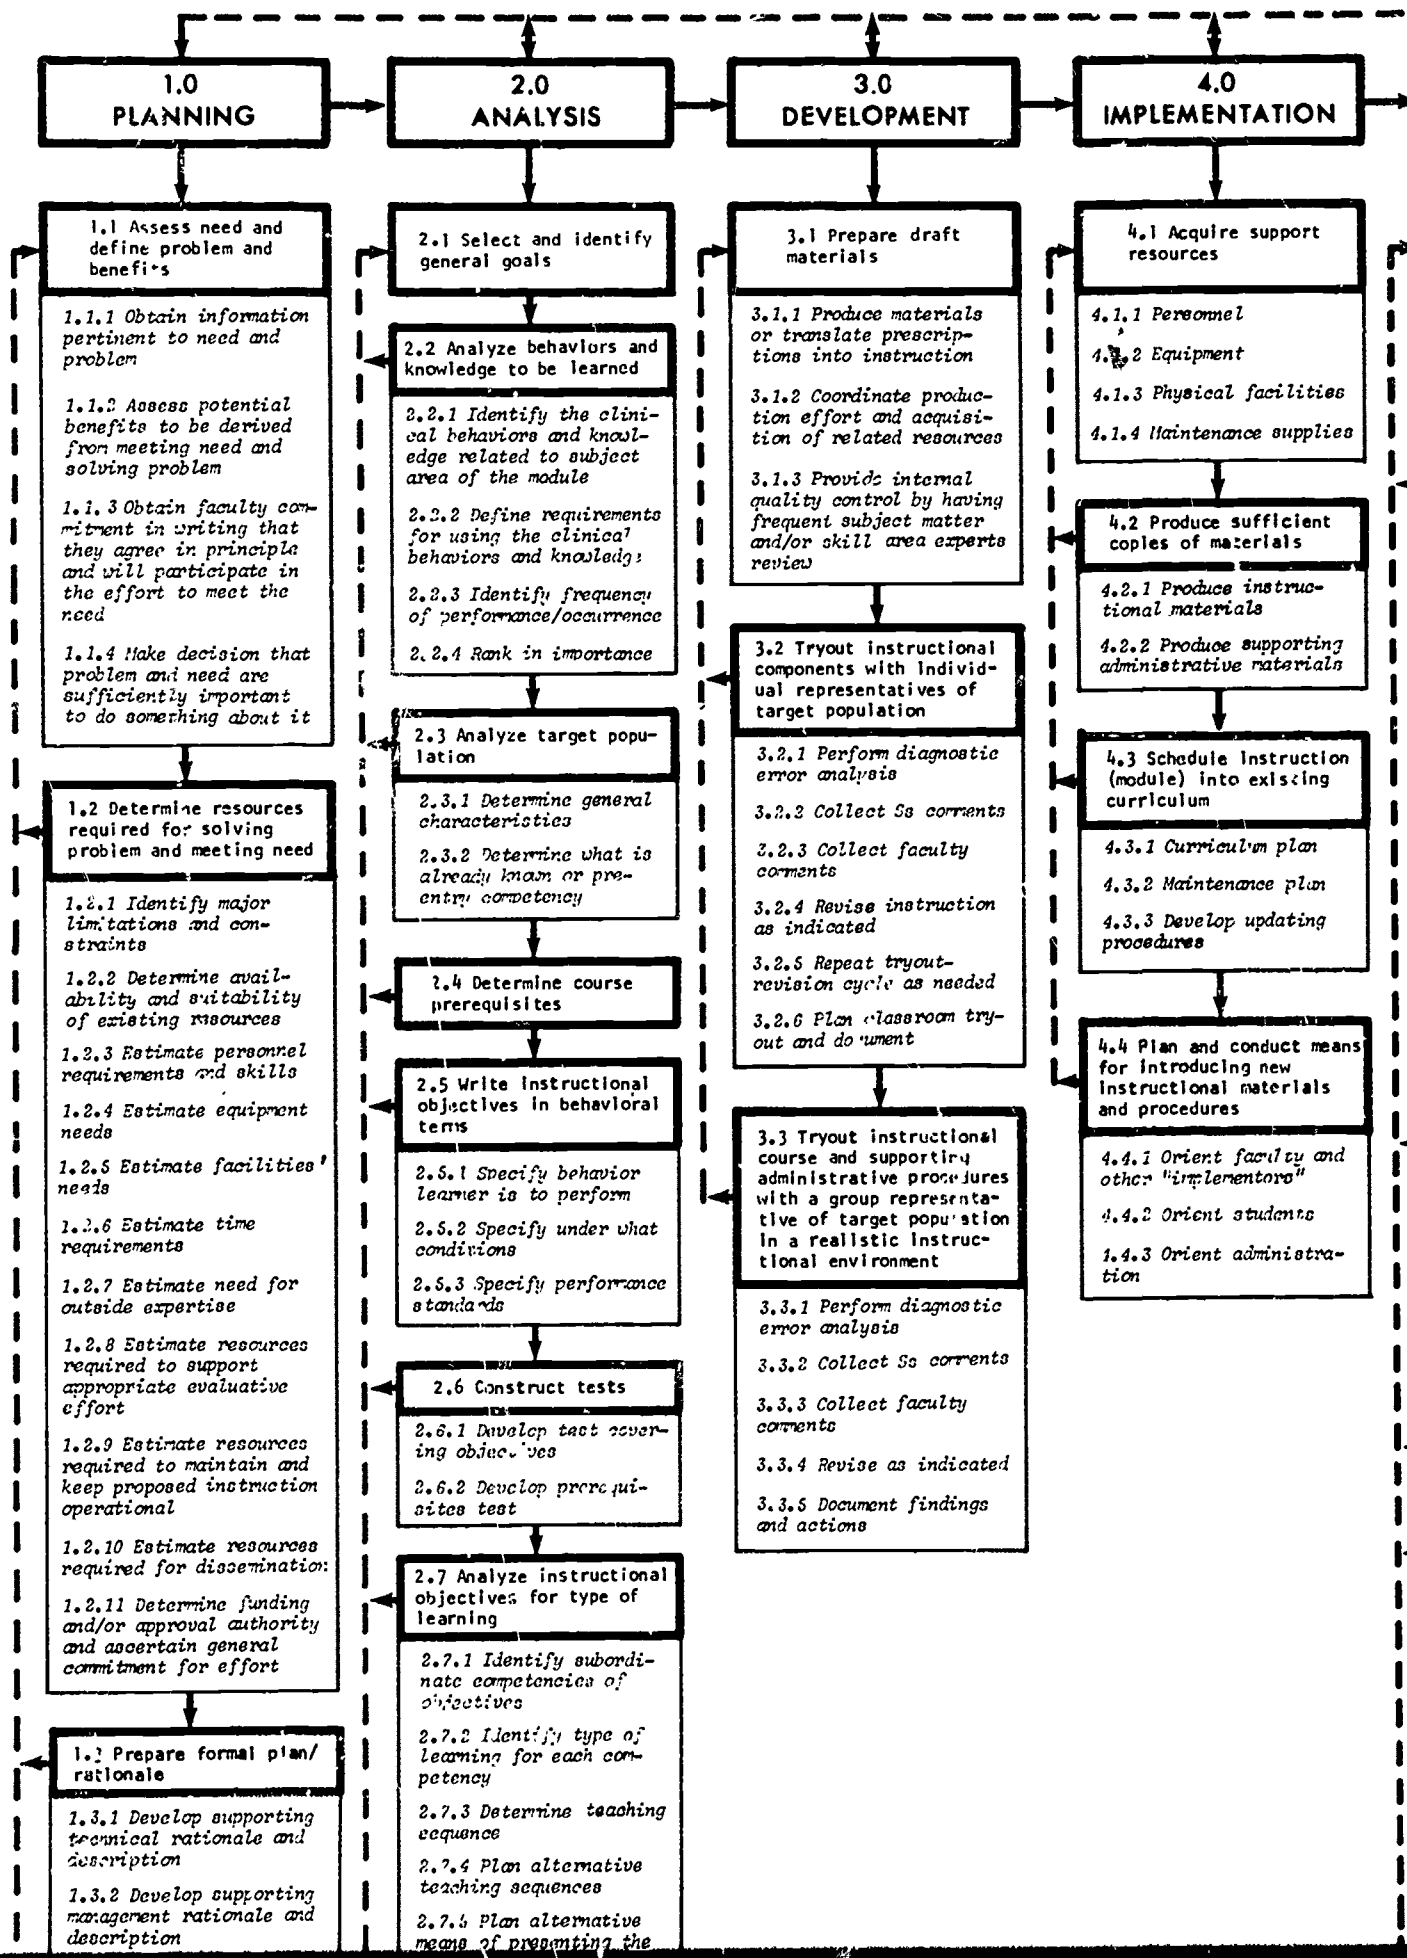 1.0
PLANNING
1.1 Assess need and
define problem and
benefits
1.1.1 Obtain information
pertinent to need and
problem
1.1.2 Assess potential
benefits to be derived
from meeting need and
solving problem
1.1.3 Obtain faculty com-
mitment in writing that
they agree in principle
and will participate in
the effort to meet the
need
1.1.4 Make decision that
problem and need are
sufficiently important
to do something about it
1.2 Determine resources
required for solving
problem and meeting need
1.2.1 Identify major
limitations and con-
straints
1.2.2 Determine avail-
ability and suitability
of existing resources
1.2.3 Estimate personnel
requirements and skills
1.2.4 Estimate equipment
needs
1.2.5 Estimate facilities'
needs
1.2.6 Estimate time
requirements
1.2.7 Estimate need for
outside expertise
1.2.8 Estimate resources
required to support
appropriate evaluative
effort
1.2.9 Estimate resources
required to maintain and
keep proposed instruction
operational
1.2.10 Estimate resources
required for dissemination
1.2.11 Determine funding
and/or approval authority
and ascertain general
commitment for effort
1.3 Prepare formal plan/
rationale
1.3.1 Develop supporting
technical rationale and
description
1.3.2 Develop supporting
management rationale and
description
2.0
ANALYSIS
2.1 Select and identify
general goals
2.2 Analyze behaviors and
knowledge to be learned
2.2.1 Identify the clini-
cal behaviors and knowl-
edge related to subject
area of the module
2.2.2 Define requirements
for using the clinical
behaviors and knowledge
2.2.3 Identify frequency
of performance/occurrence
2.2.4 Rank in importance
2.3 Analyze target popu-
lation
2.3.1 Determine general
characteristics
2.3.2 Determine what is
already known or pre-
entry competency
2.4 Determine course
prerequisites
2.5 Write instructional
objectives in behavioral
terms
2.5.1 Specify behavior
learner is to perform
2.5.2 Specify under what
conditions
2.5.3 Specify performance
standards
2.6 Construct tests
2.6.1 Develop test cover-
ing objectives
2.6.2 Develop prerequi-
sites test
2.7 Analyze instructional
objectives for type of
learning
2.7.1 Identify subordi-
nate competencies of
objectives
2.7.2 Identify type of
learning for each com-
petency
2.7.3 Determine teaching
sequence
2.7.4 Plan alternative
teaching sequences
Plan alternative
means of presenting the
3.0
DEVELOPMENT
3.1 Prepare draft
materials
3.1.1 Produce materials
or translate prescrip-
tions into instruction
3.1.2 Coordinate produc-
tion effort and acquisi-
tion of related resources
3.1.3 Provide internal
quality control by having
frequent subject matter
and/or skill area experts
review
3.2 Tryout instructional
components with individ-
ual representatives of
target population
3.2.1 Perform diagnostic
error analysis
3.2.2 Collect Ss comments
3.2.3 Collect faculty
comments
3.2.4 Revise instruction
as indicated
3.2.5 Repeat tryout-
revision cycle as needed
3.2.6 Plan classroom try-
out and document
3.3 Tryout instructional
course and supporting
administrative procedures
with a group representa-
tive of target population
in a realistic instruc-
tional environment
3.3.1 Perform diagnostic
error analysis
3.3.2 Collect Ss comments
3.3.3 Collect faculty
comments
3.3.4 Revise as indicated
3.3.5 Document findings
and actions
4.0
IMPLEMENTATION
4.1 Acquire support
resources
4.1.1 Personnel
4.1.2 Equipment
4.1.3 Physical facilities
4.1.4 Maintenance supplies
4.2 Produce sufficient
copies of materials
4.2.1 Produce instruc-
tional materials
4.2.2 Produce supporting
administrative materials
4.3 Schedule instruction
(module) into existing
curriculum
4.3.1 Curriculum plan
4.3.2 Maintenance plan
4.3.3 Develop updating
procedures
4.4 Plan and conduct means
for introducing new
instructional materials
and procedures
4.4.1 Orient faculty and
other "implementors"
4.4.2 Orient students
1.4.3 Orient administra-
tion